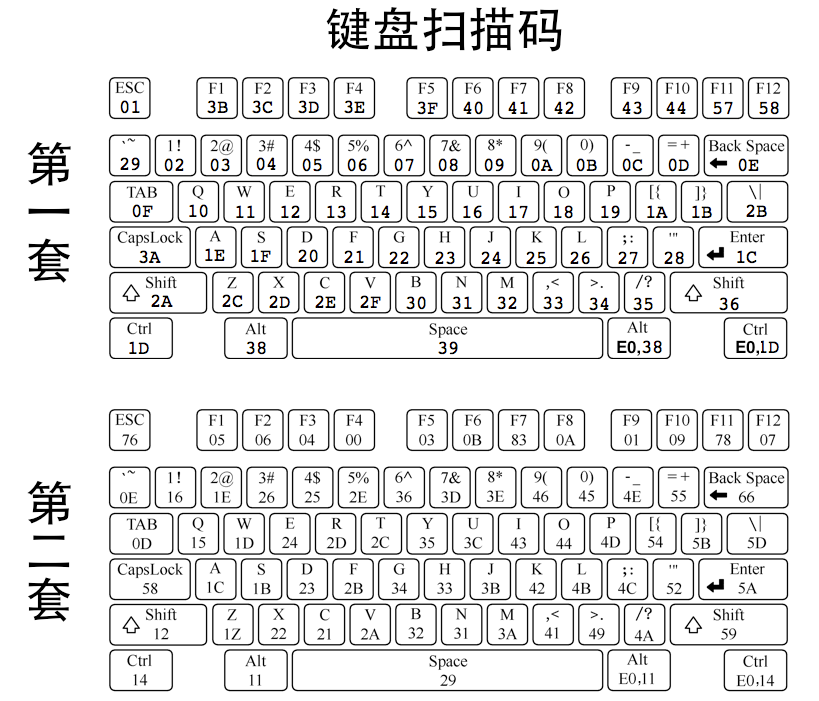 键盘扫描码
第一套
ESC F1 F2 F3 F4 F5 F6 F7 F8 F9 F10 F11 F12
01 3B 3C 3D 3E 3F 40 41 42 43 44 57 58
`~ 1! 2@ 3# 4$ 5% 6^ 7& 8* 9( 0) -_ =+ Back Space
29 02 03 04 05 06 07 08 09 0A 0B 0C 0D 0E
TAB Q W E R T Y U I O P [{ ]} \|
0F 10 11 12 13 14 15 16 17 18 19 1A 1B 2B
CapsLock A S D F G H J K L ;: '" Enter
3A 1E 1F 20 21 22 23 24 25 26 27 28 1C
Shift Z X C V B N M ,< >. /? Shift
2A 2C 2D 2E 2F 30 31 32 33 34 35 36
Ctrl Alt Space Alt Ctrl
1D 38 39 E0,38 E0,1D
第二套
ESC F1 F2 F3 F4 F5 F6 F7 F8 F9 F10 F11 F12
76 05 06 04 00 03 0B 83 0A 01 09 78 07
`~ 1! 2@ 3# 4$ 5% 6^ 7& 8* 9( 0) -_ =+ Back Space
0E 16 1E 26 25 2E 36 3D 3E 46 45 4E 55 66
TAB Q W E R T Y U I O P [{ ]} \|
0D 15 1D 24 2D 2C 35 3C 43 44 4D 54 5B 5D
CapsLock A S D F G H J K L ;: '" Enter
58 1C 1B 23 2B 34 33 3B 42 4B 4C 52 5A
Shift Z X C V B N M ,< >. /? Shift
12 1Z 22 21 2A 32 31 3A 41 49 4A 59
Ctrl Alt Space Alt Ctrl
14 11 29 E0,11 E0,14